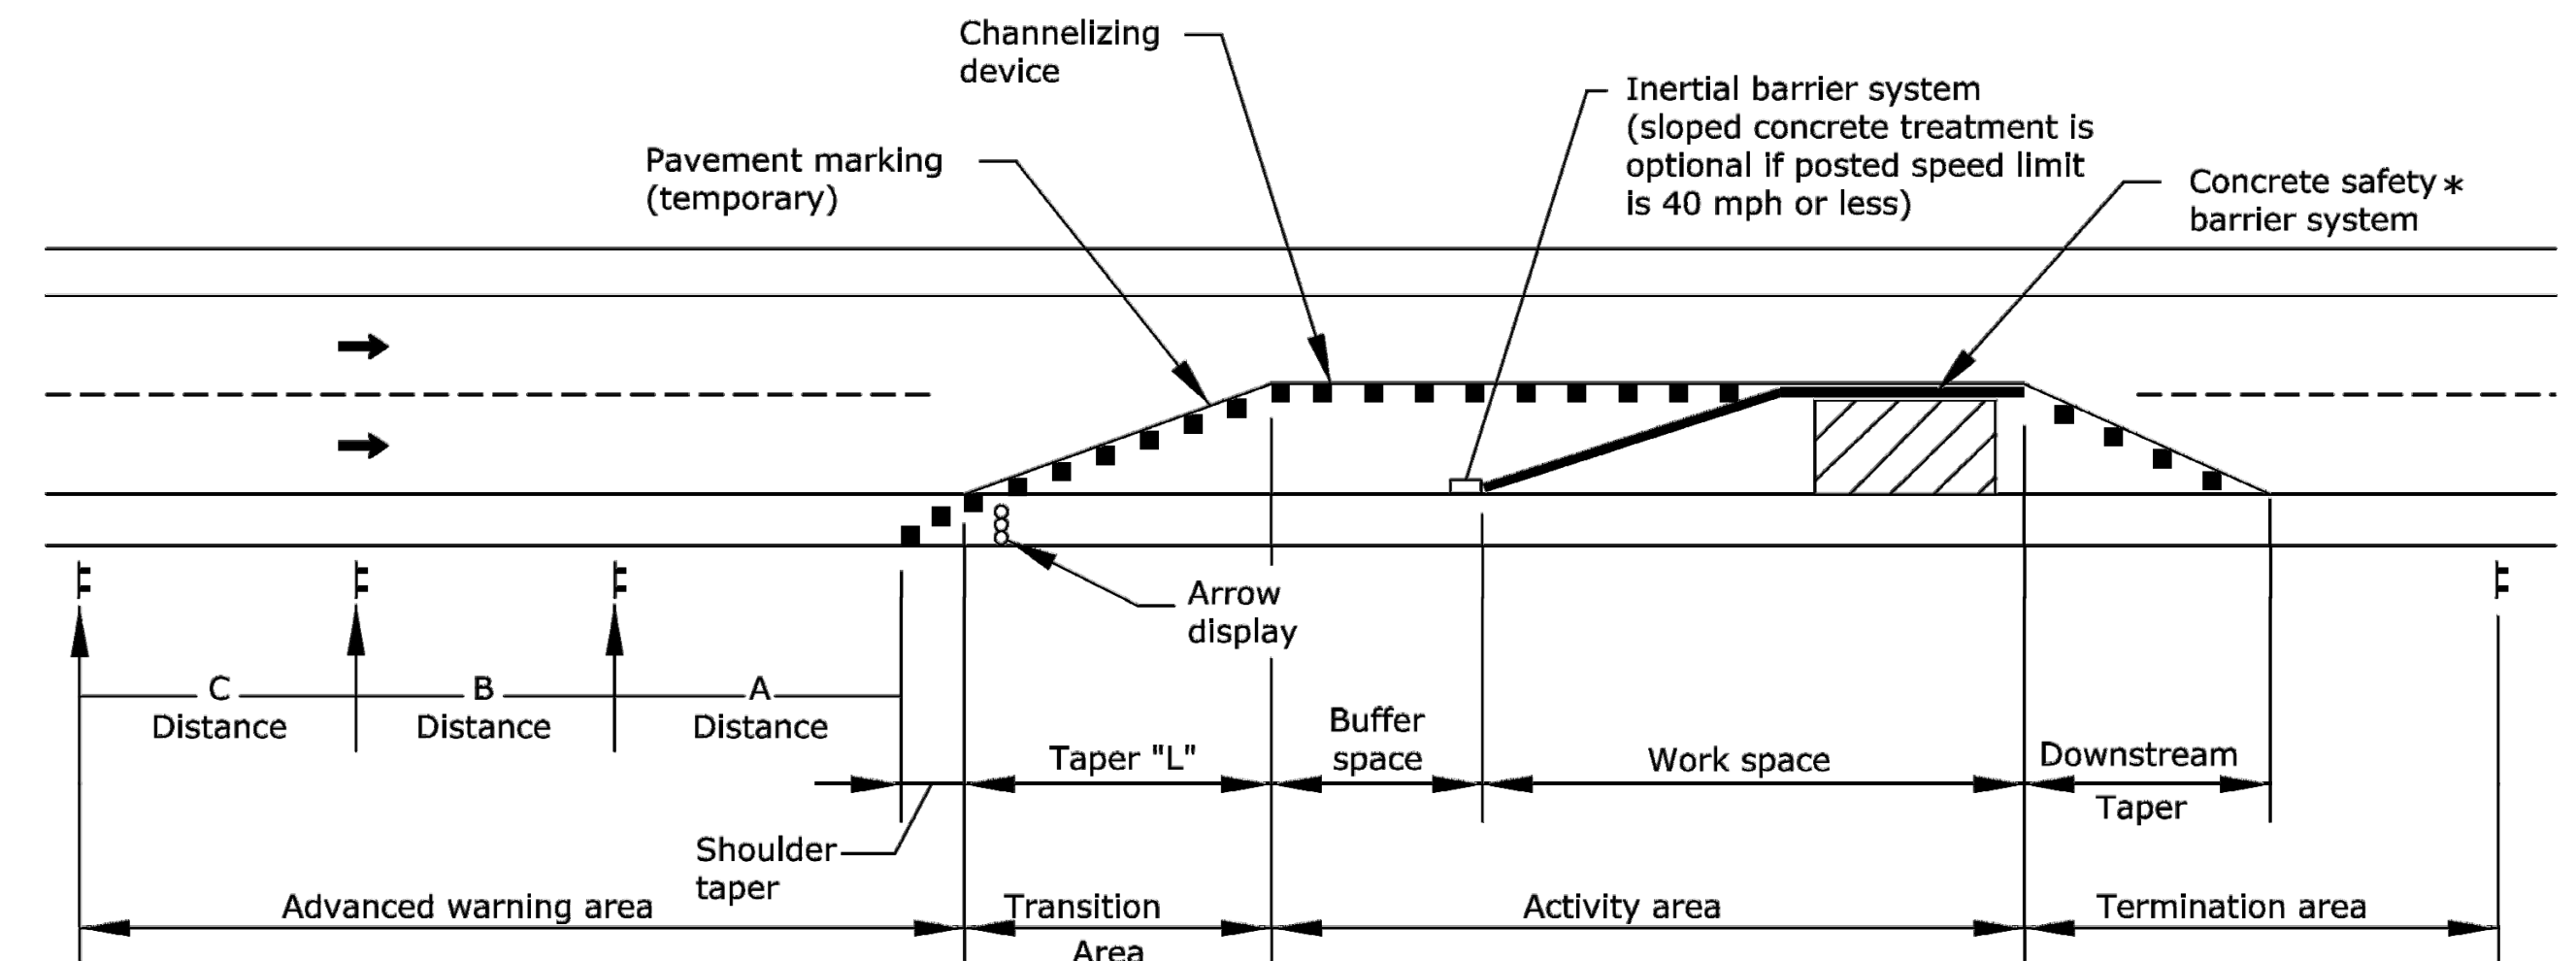 Channelizing
device
Inertial barrier system
(sloped concrete treatment is
optional if posted speed limit
is 40 mph or less)
Pavement marking
(temporary)
Concrete safety*
barrier system
Arrow
display
C
Distance
B
Distance
A
Distance
Taper "L"
Buffer
space
Work space
Downstream
Taper
Shoulder
taper
Advanced warning area
Transition
Area
Activity area
Termination area